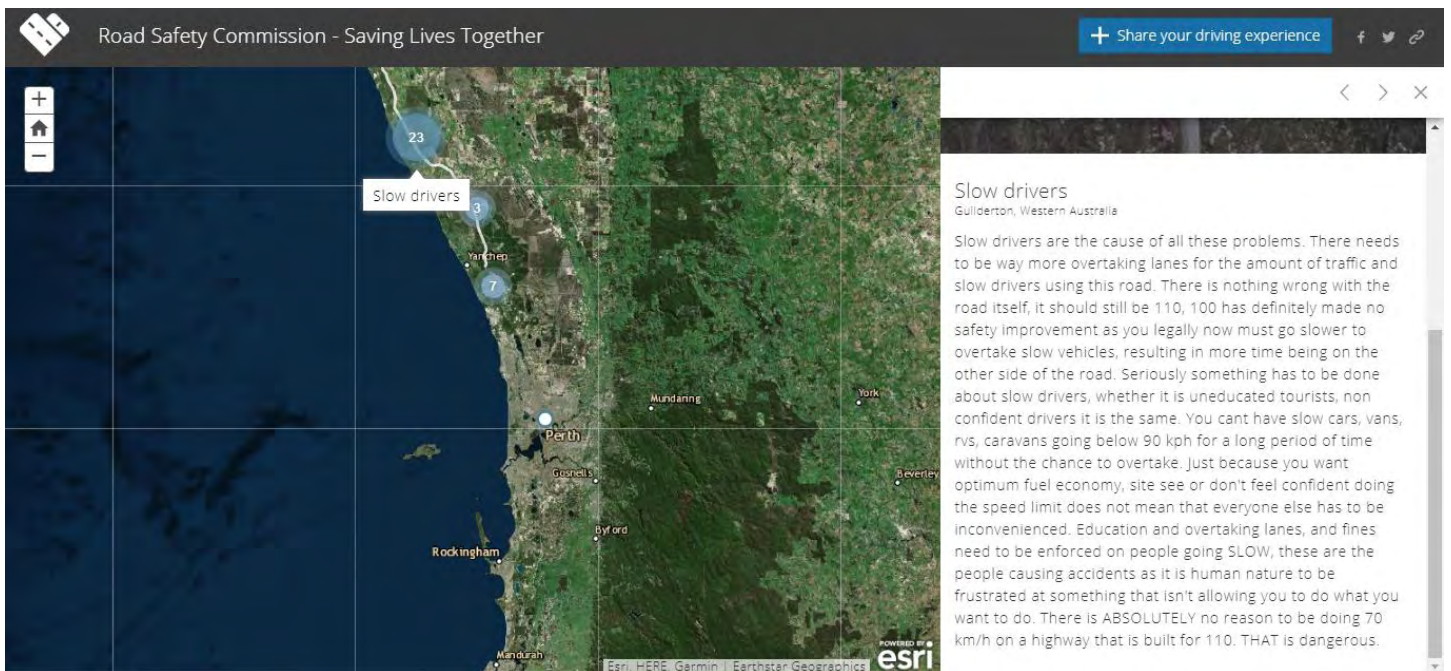 Road Safety Commission - Saving Lives Together
+ Share your driving experience
+
−
23
Slow drivers
3
Yanchep
7
Perth
Mundaring
York
Gosnells
Beverley
Byford
Rockingham
Mandurah
Esri, HERE, Garmin | Earthstar Geographics
POWERED BY
esri
Slow drivers
Guilderton, Western Australia
Slow drivers are the cause of all these problems. There needs
to be way more overtaking lanes for the amount of traffic and
slow drivers using this road. There is nothing wrong with the
road itself, it should still be 110, 100 has definitely made no
safety improvement as you legally now must go slower to
overtake slow vehicles, resulting in more time being on the
other side of the road. Seriously something has to be done
about slow drivers, whether it is uneducated tourists, non
confident drivers it is the same. You cant have slow cars, vans,
rvs, caravans going below 90 kph for a long period of time
without the chance to overtake. Just because you want
optimum fuel economy, site see or don't feel confident doing
the speed limit does not mean that everyone else has to be
inconvenienced. Education and overtaking lanes, and fines
need to be enforced on people going SLOW, these are the
people causing accidents as it is human nature to be
frustrated at something that isn't allowing you to do what you
want to do. There is ABSOLUTELY no reason to be doing 70
km/h on a highway that is built for 110. THAT is dangerous.